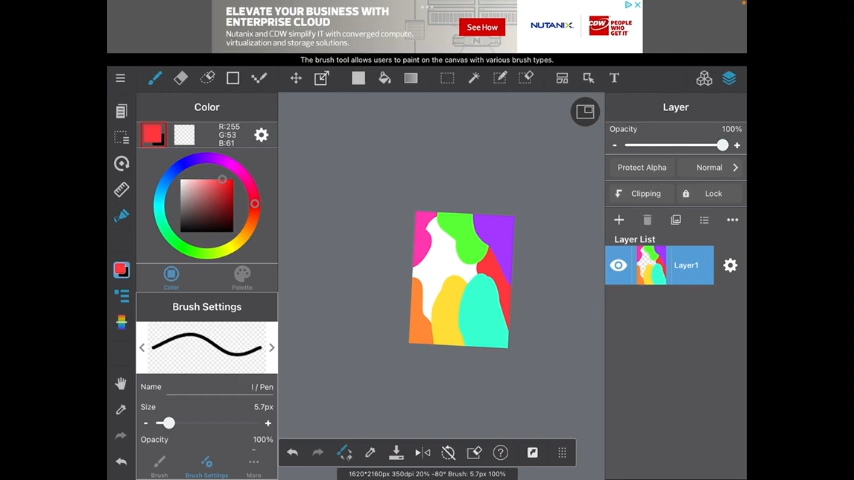 ELEVATE YOUR BUSINESS WITH
ENTERPRISE CLOUD
Nutanix and CDW simplify IT with converged compute,
virtualization and storage solutions.
See How
NUTANIX
CDW
PEOPLE
WHO
GET IT
The brush tool allows users to paint on the canvas with various brush types.
T
Color
R:255
G:53
B:61
Color
Palette
Brush Settings
Name
/ Pen
Size
5.7px
- +
Opacity
100%
Brush
Brush Settings
More
1620*2160px 350dpi 20% -80° Brush: 5.7px 100%
Layer
Opacity
100%
- +
Protect Alpha
Normal
Clipping
Lock
Layer List
Layer1